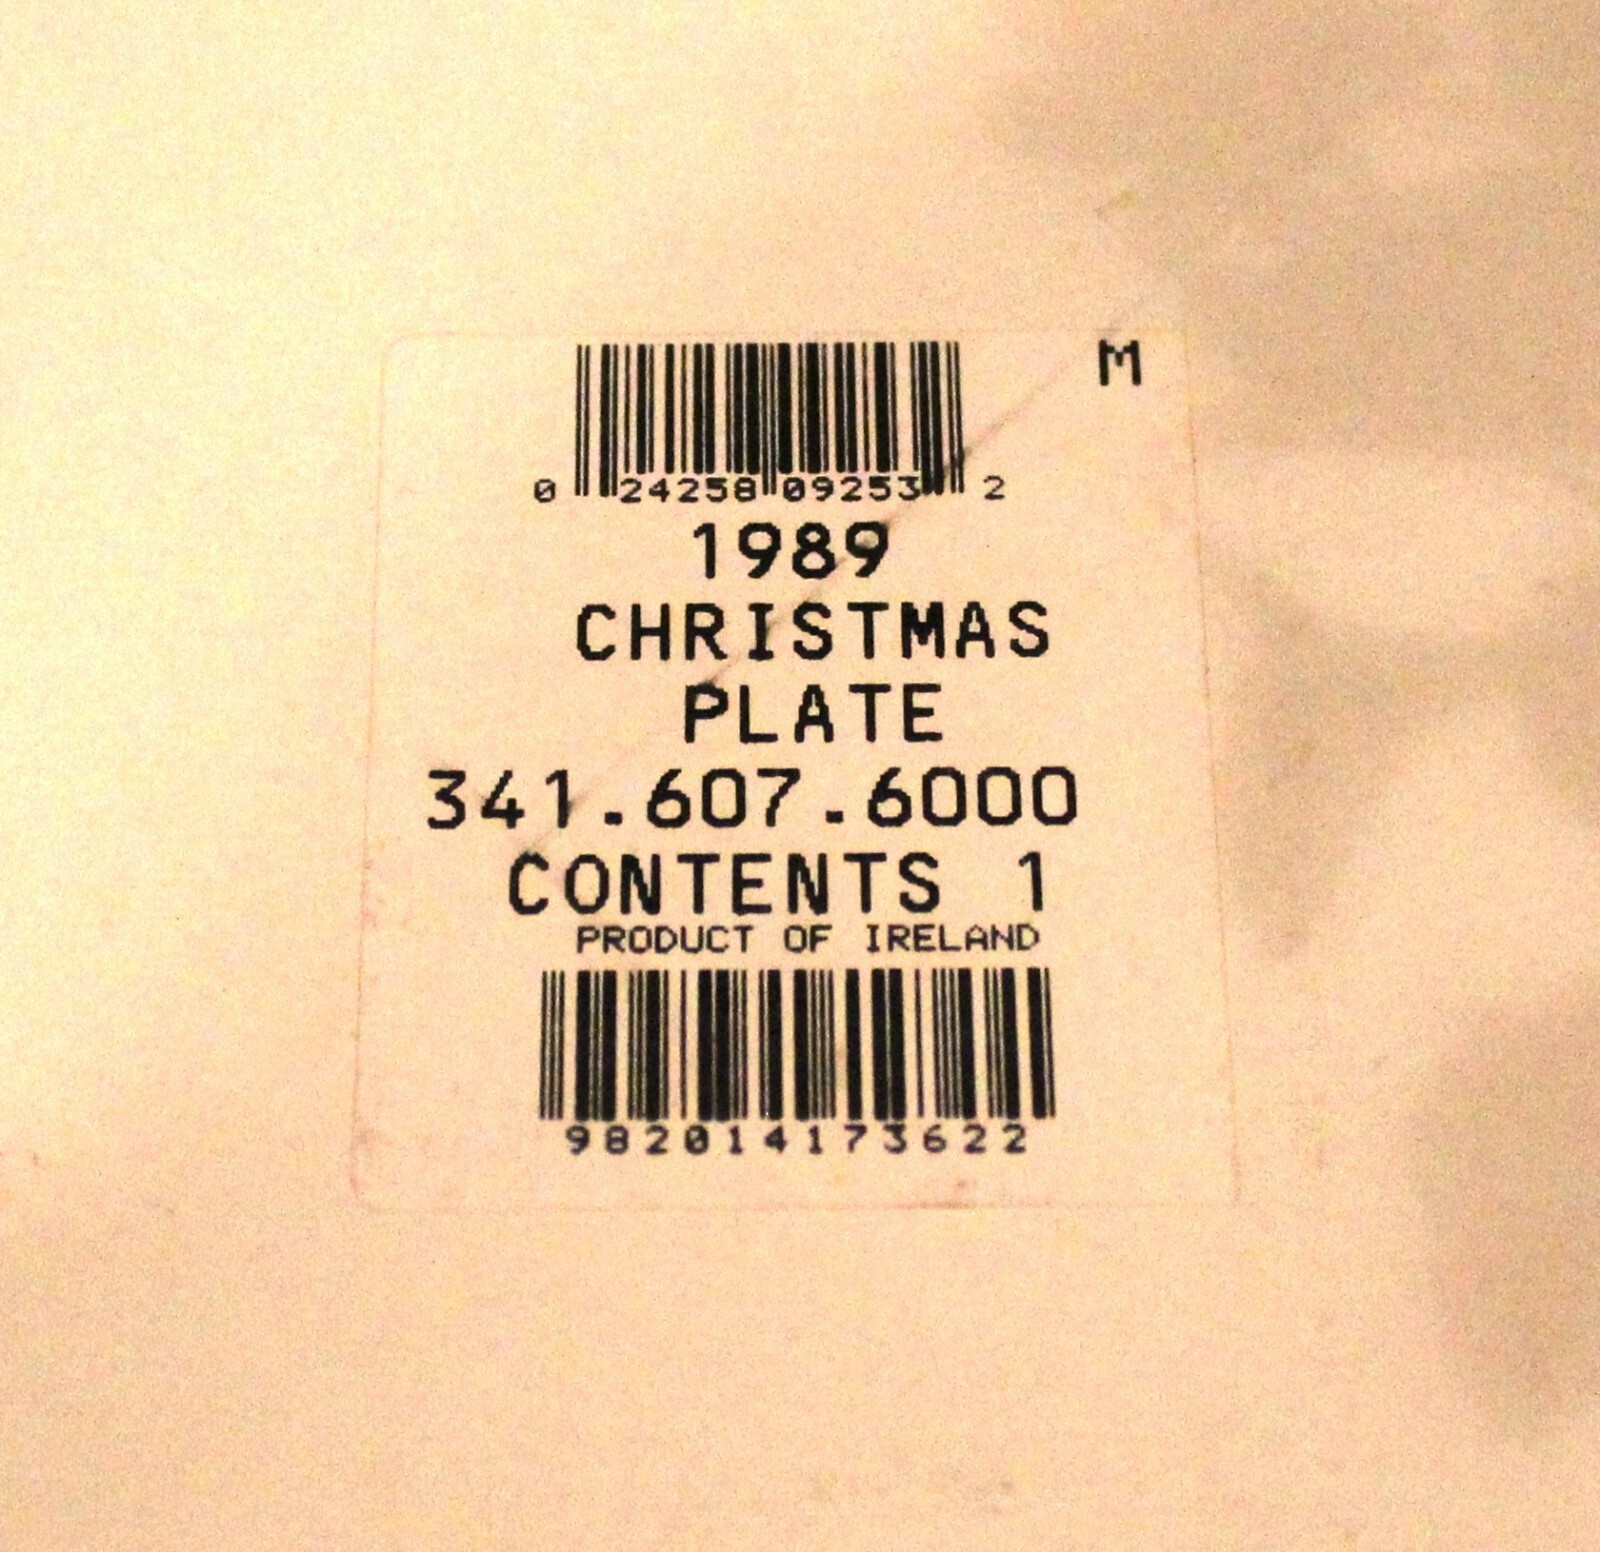 M
0 24258 09253 2
1989
CHRISTMAS
PLATE
341.607.6000
CONTENTS 1
PRODUCT OF IRELAND
982014173622